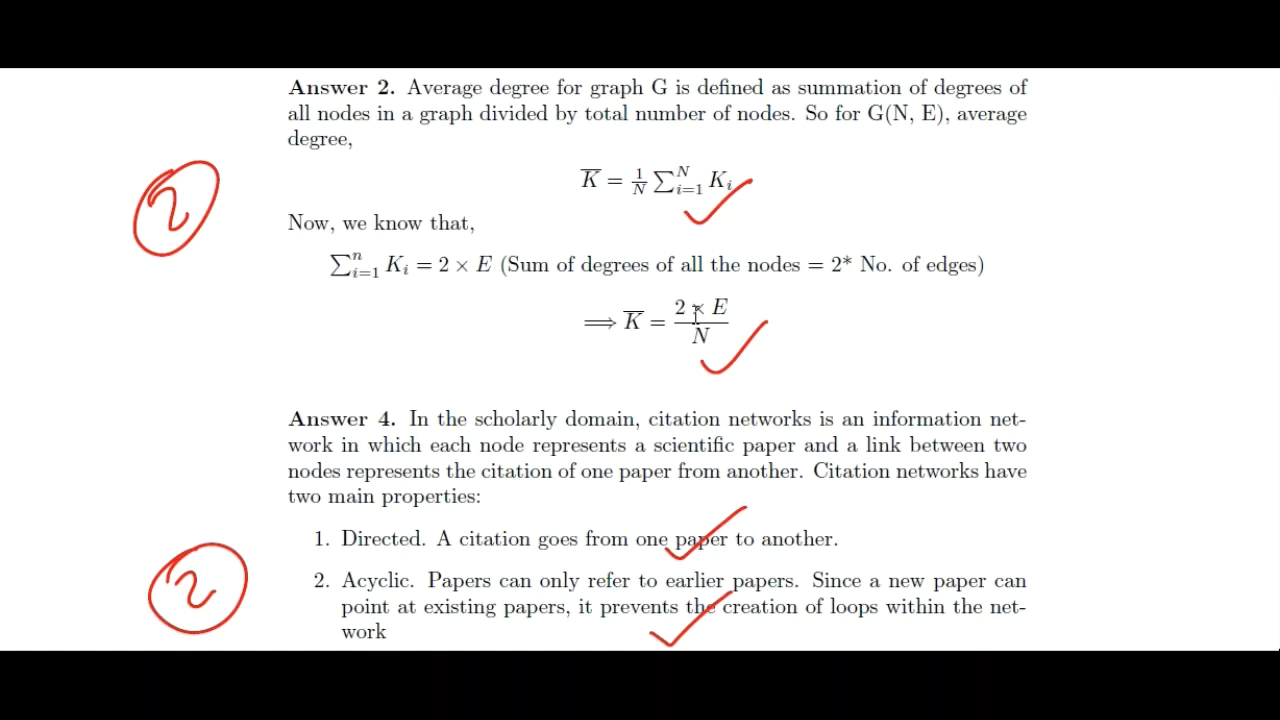 Answer 2. Average degree for graph G is defined as summation of degrees of
all nodes in a graph divided by total number of nodes. So for G(N, E), average
degree,
K̅ = 1/N ∑_{i=1}^{N} K_i
2
Now, we know that,
∑_{i=1}^{n} K_i = 2 × E (Sum of degrees of all the nodes = 2* No. of edges)
⟹ K̅ = 2 × E / N
Answer 4. In the scholarly domain, citation networks is an information net-
work in which each node represents a scientific paper and a link between two
nodes represents the citation of one paper from another. Citation networks have
two main properties:
1. Directed. A citation goes from one paper to another.
2
2. Acyclic. Papers can only refer to earlier papers. Since a new paper can
point at existing papers, it prevents the creation of loops within the net-
work